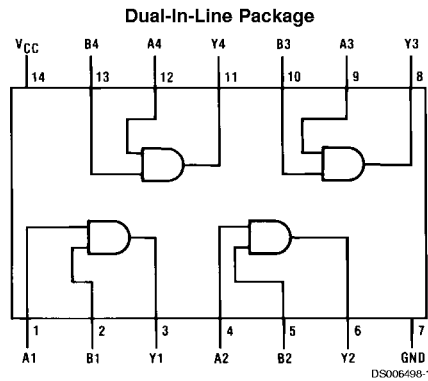 Dual-In-Line Package
VCC B4 A4 Y4 B3 A3 Y3
14 13 12 11 10 9 8
1 2 3 4 5 6 7
A1 B1 Y1 A2 B2 Y2 GND
DS006498-1